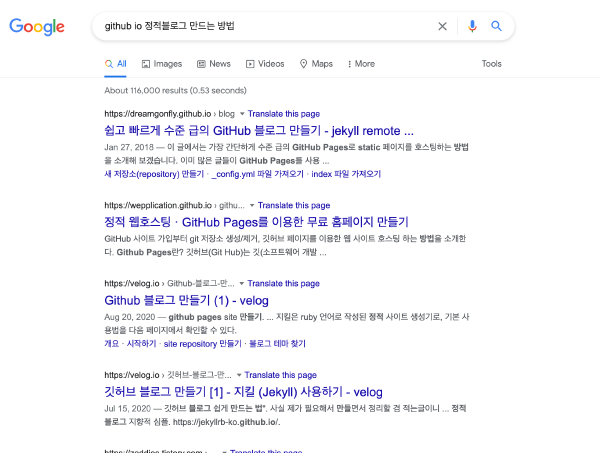 Google
github io 정적블로그 만드는 방법
All Images News Videos Maps More Tools
About 116,000 results (0.53 seconds)
https://dreamgonfly.github.io › blog ▾ Translate this page
쉽고 빠르게 수준 급의 GitHub 블로그 만들기 - jekyll remote ...
Jan 27, 2018 — 이 글에서는 가장 간단하게 수준 급의 GitHub Pages로 static 페이지를 호스팅하는 방법
을 소개해 보겠습니다. 이미 많은 글들이 GitHub Pages를 사용 ...
새 저장소(repository) 만들기 · _config.yml 파일 가져오기 · index 파일 가져오기
https://wepplication.github.io › githu... ▾ Translate this page
정적 웹호스팅 · GitHub Pages를 이용한 무료 홈페이지 만들기
GitHub 사이트 가입부터 git 저장소 생성/제거, 깃허브 페이지를 이용한 웹 사이트 호스팅 하는 방법을 소개한
다. Github Pages란? 깃허브(Git Hub)는 깃(소프트웨어 개발 ...
https://velog.io › Github-블로그-만... ▾ Translate this page
Github 블로그 만들기 (1) - velog
Aug 20, 2020 — github pages site 만들기. ... 지킬은 ruby 언어로 작성된 정적 사이트 생성기로, 기본 사
용법을 다음 페이지에서 확인할 수 있다.
개요 · 시작하기 · site repository 만들기 · 블로그 테마 찾기
https://velog.io › 깃허브-블로그-만... ▾ Translate this page
깃허브 블로그 만들기 [1] - 지킬 (Jekyll) 사용하기 - velog
Jul 15, 2020 — 깃허브 블로그 쉽게 만드는 법". 사실 제가 필요해서 만들면서 정리할 겸 적는글이니 ... 정적
블로그 지향적 심플. https://jekyllrb-ko.github.io/.